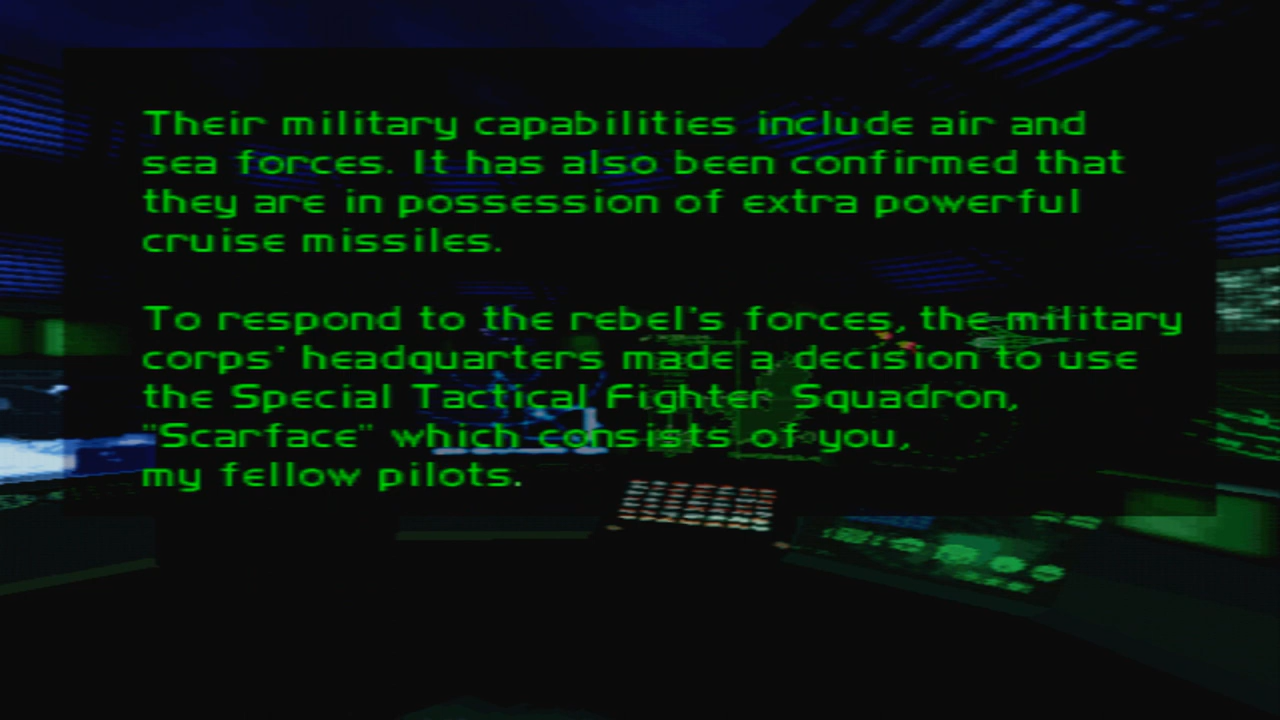 Their military capabilities include air and
sea forces. It has also been confirmed that
they are in possession of extra powerful
cruise missiles.
To respond to the rebel's forces, the military
corps' headquarters made a decision to use
the Special Tactical Fighter Squadron,
"Scarface" which consists of you,
my fellow pilots.